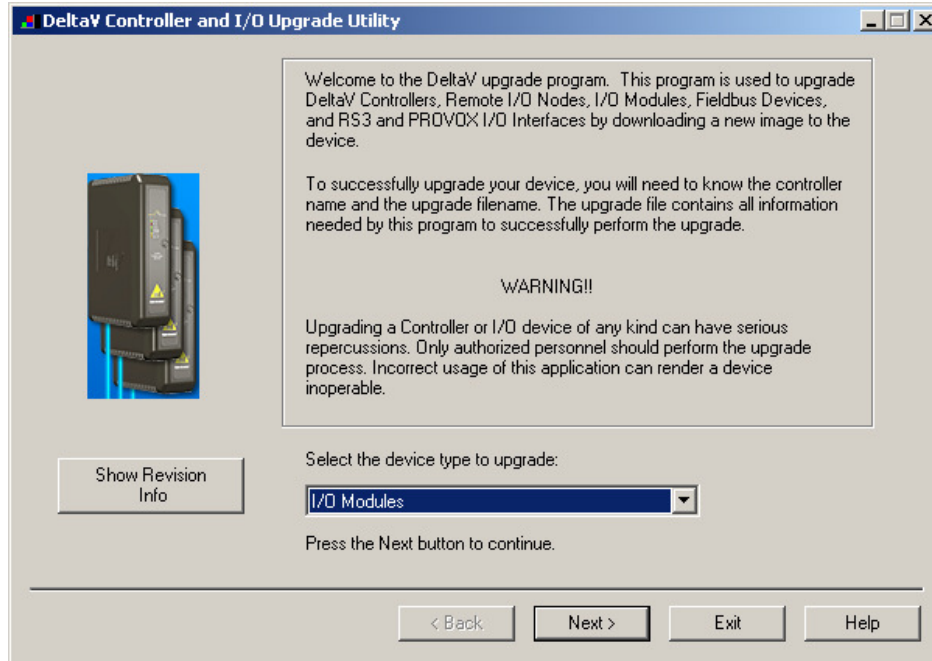 DeltaV Controller and I/O Upgrade Utility
Welcome to the DeltaV upgrade program. This program is used to upgrade
DeltaV Controllers, Remote I/O Nodes, I/O Modules, Fieldbus Devices,
and RS3 and PROVOX I/O Interfaces by downloading a new image to the
device.
To successfully upgrade your device, you will need to know the controller
name and the upgrade filename. The upgrade file contains all information
needed by this program to successfully perform the upgrade.
WARNING!!
Upgrading a Controller or I/O device of any kind can have serious
repercussions. Only authorized personnel should perform the upgrade
process. Incorrect usage of this application can render a device
inoperable.
Show Revision
Info
Select the device type to upgrade:
I/O Modules
Press the Next button to continue.
< Back
Next >
Exit
Help